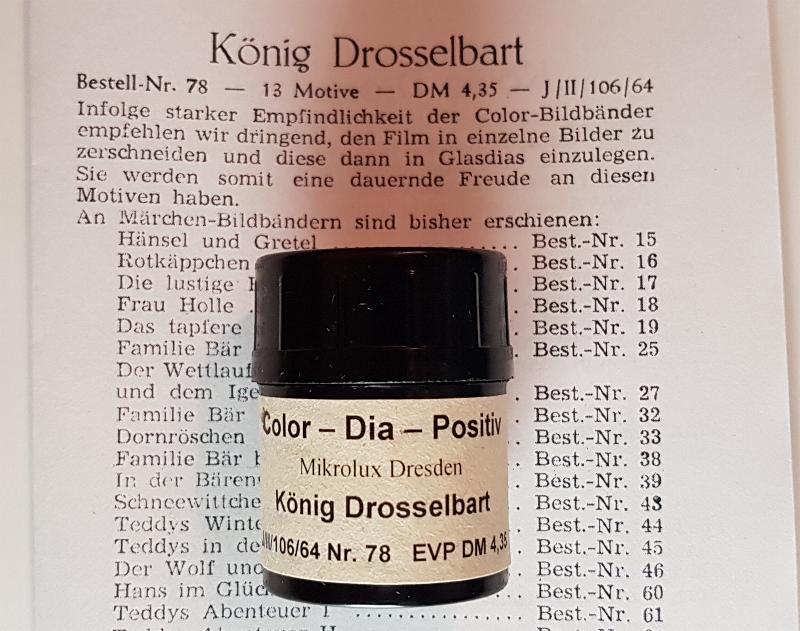 König Drosselbart
Bestell-Nr. 78 — 13 Motive — DM 4,35 — J/II/106/64
Infolge starker Empfindlichkeit der Color-Bildbänder
empfehlen wir dringend, den Film in einzelne Bilder zu
zerschneiden und diese dann in Glasdias einzulegen.
Sie werden somit eine dauernde Freude an diesen
Motiven haben.
An Märchen-Bildbändern sind bisher erschienen:
Hänsel und Gretel ............ Best.-Nr. 15
Rotkäppchen . Best.-Nr. 16
Die lustige . Best.-Nr. 17
Frau Holle . Best.-Nr. 18
Das tapfere . Best.-Nr. 19
Familie Bär . Best.-Nr. 25
Der Wettlauf
und dem Ige . Best.-Nr. 27
Familie Bär . Best.-Nr. 32
Dornröschen . Best.-Nr. 33
Familie Bär . Best.-Nr. 38
In der Bären . Best.-Nr. 39
Schneewittche . Best.-Nr. 43
Teddys Winte . Best.-Nr. 44
Teddys in de . Best.-Nr. 45
Der Wolf und . Best.-Nr. 46
Hans im Glüc . Best.-Nr. 60
Teddys Abenteuer I ............ Best.-Nr. 61
Color – Dia – Positiv
Mikrolux Dresden
König Drosselbart
/106/64 Nr. 78 EVP DM 4,35